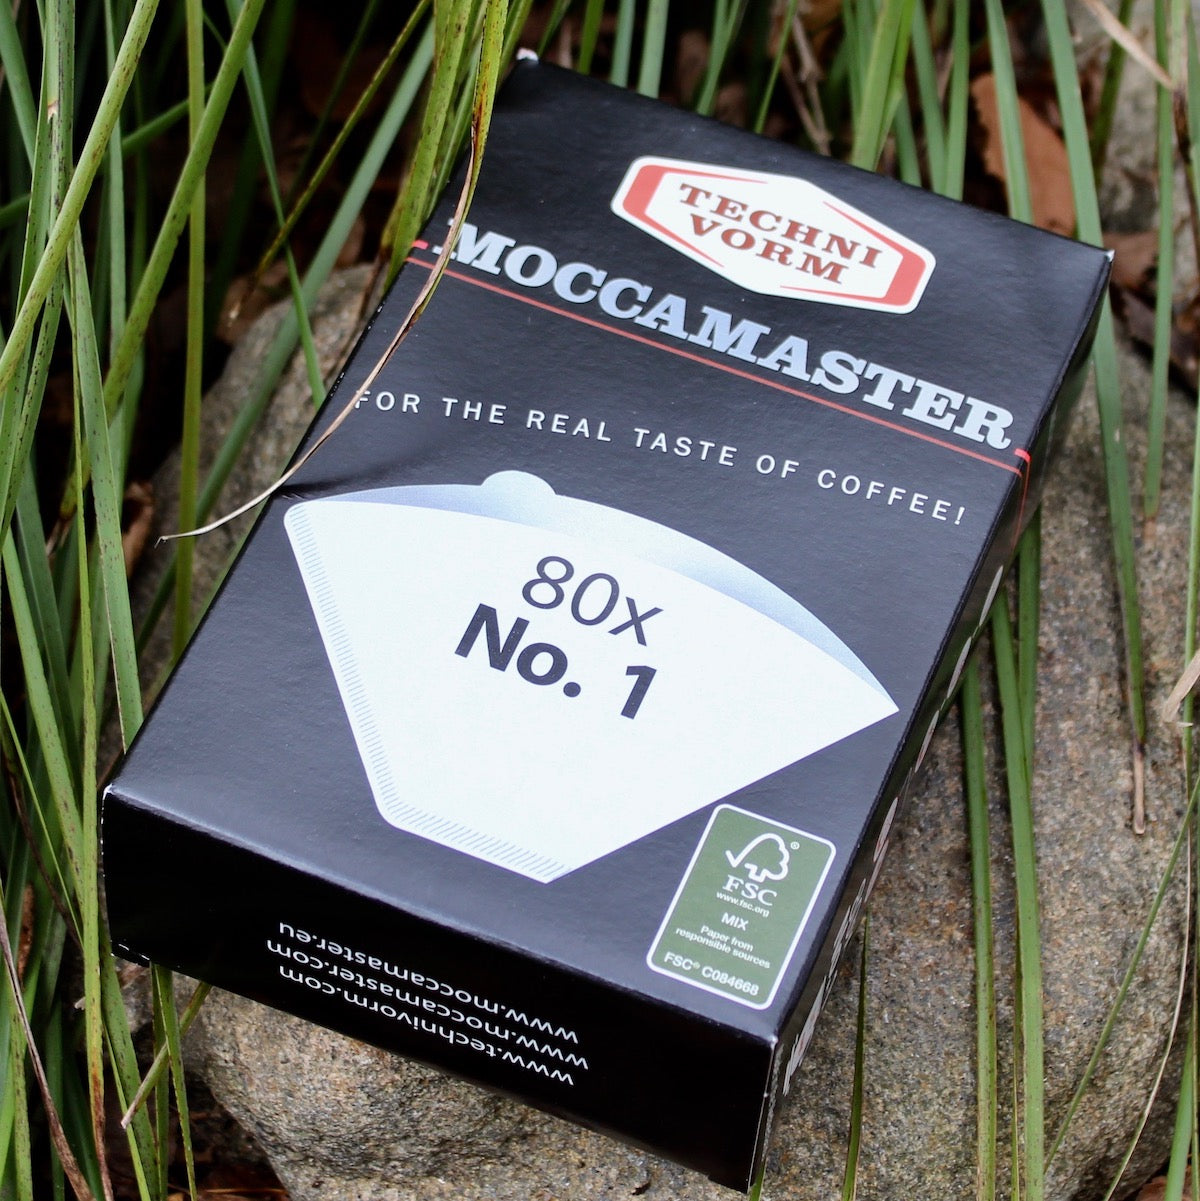 TECHNI
VORM
MOCCAMASTER
FOR THE REAL TASTE OF COFFEE!
80x
No. 1
FSC
www.fsc.org
MIX
Paper from
responsible sources
FSC® C084668
www.technivorm.com
www.moccamaster.com
www.moccamaster.eu